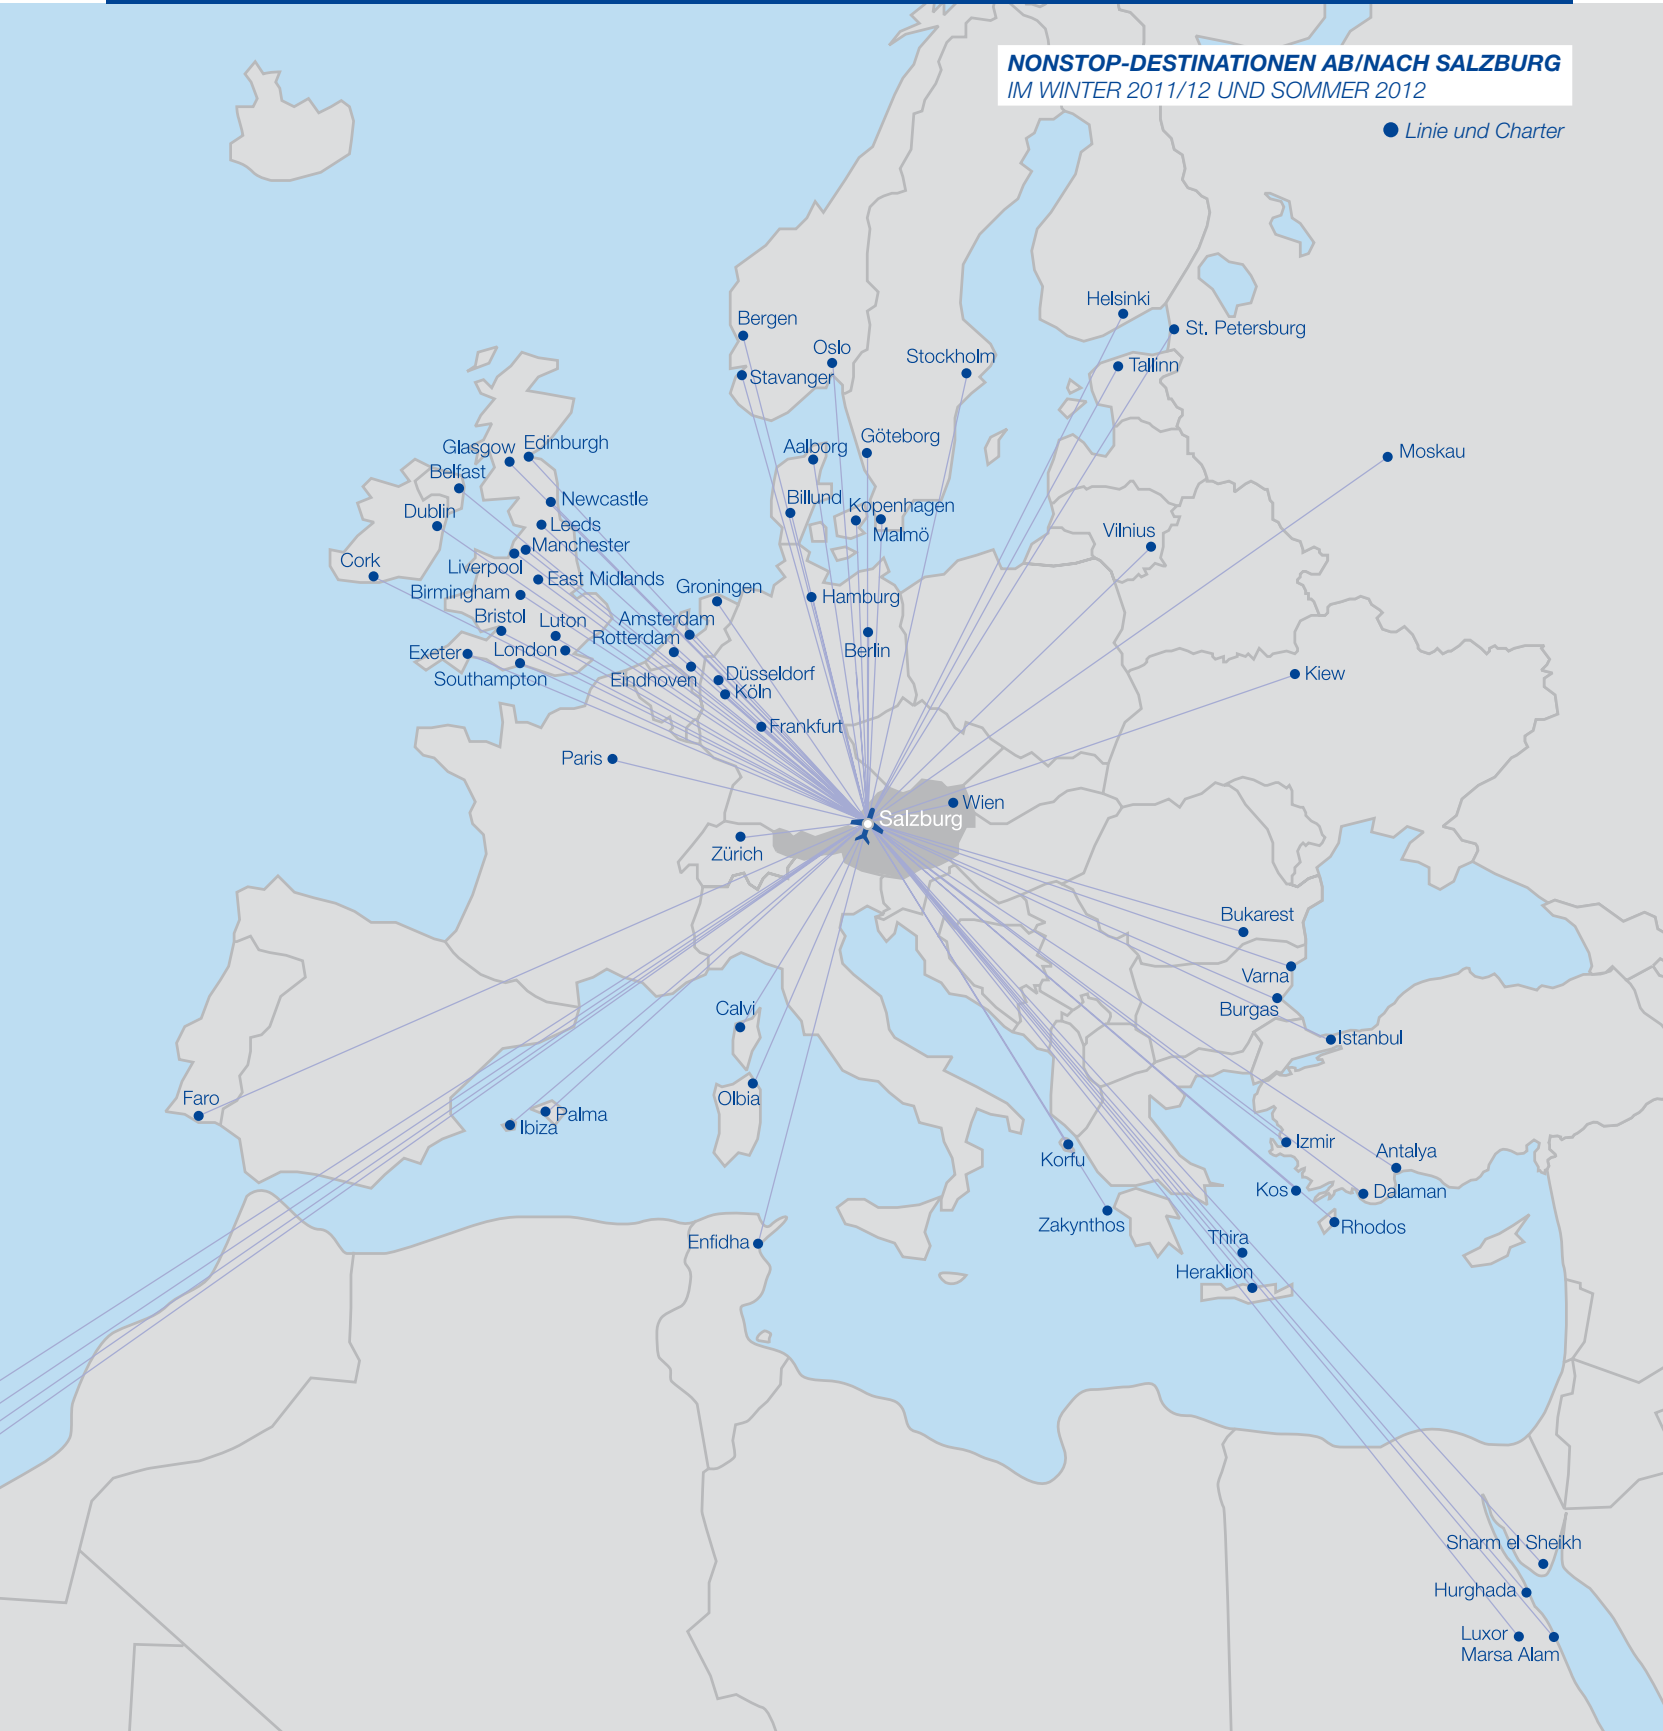 NONSTOP-DESTINATIONEN AB/NACH SALZBURG
IM WINTER 2011/12 UND SOMMER 2012
Linie und Charter
Helsinki
Bergen
St. Petersburg
Oslo
Stockholm
Tallinn
Stavanger
Göteborg
Edinburgh
Glasgow
Aalborg
Moskau
Belfast
Newcastle
Billund
Kopenhagen
Dublin
Leeds
Malmö
Vilnius
Manchester
Cork
Liverpool
East Midlands
Groningen
Birmingham
Hamburg
Bristol
Luton
Amsterdam
Rotterdam
Exeter
London
Berlin
Southampton
Eindhoven
Düsseldorf
Kiew
Köln
Frankfurt
Paris
Wien
Salzburg
Zürich
Bukarest
Varna
Calvi
Burgas
Istanbul
Faro
Olbia
Palma
Ibiza
Izmir
Antalya
Korfu
Kos
Dalaman
Zakynthos
Rhodos
Thira
Enfidha
Heraklion
Sharm el Sheikh
Hurghada
Luxor
Marsa Alam